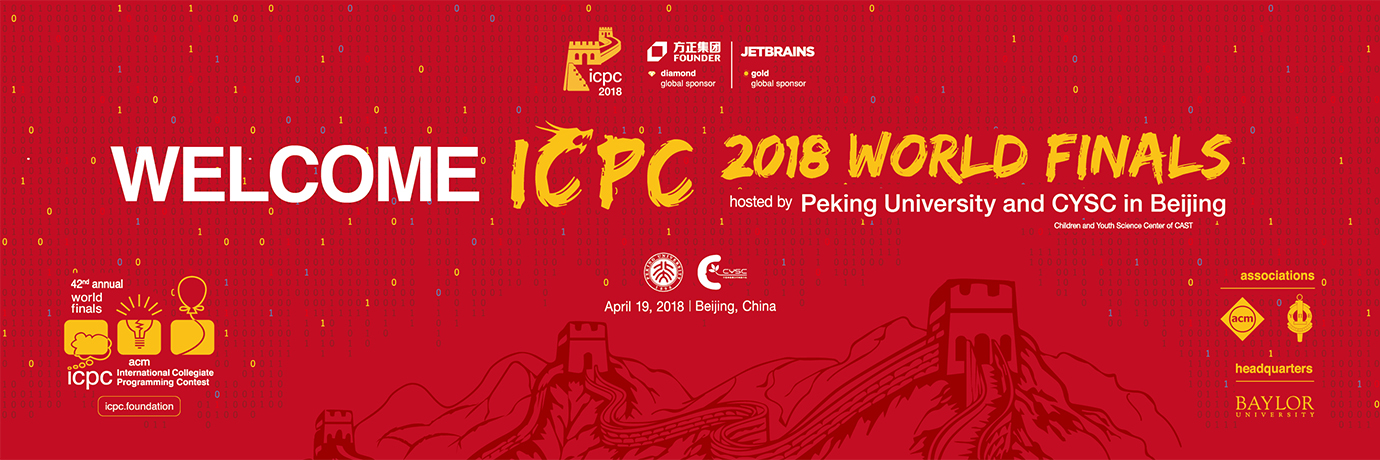 icpc
2018
方正集团
FOUNDER
diamond
global sponsor
JETBRAINS
gold
global sponsor
WELCOME ICPC 2018 WORLD FINALS
hosted by Peking University and CYSC in Beijing
Children and Youth Science Center of CAST
CYSC
April 19, 2018 | Beijing, China
42nd annual
world
finals
icpc
acm
International Collegiate
Programming Contest
icpc.foundation
associations
acm
headquarters
BAYLOR
UNIVERSITY